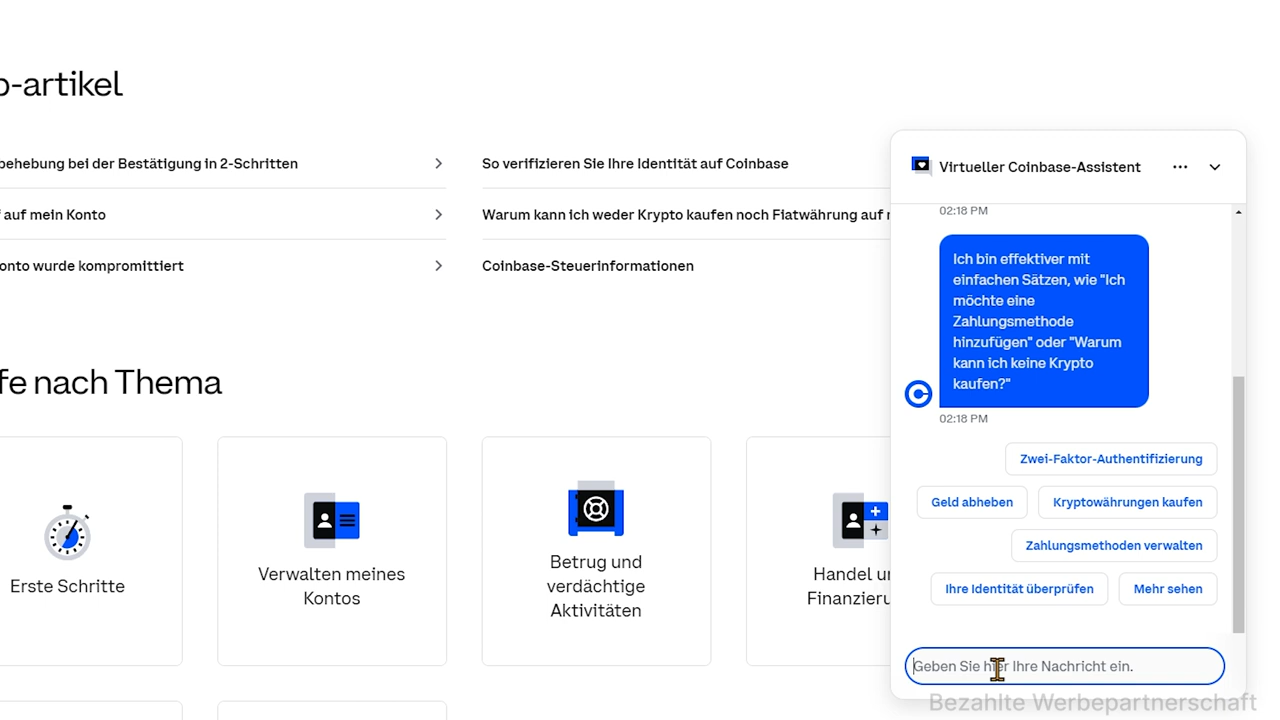 -artikel
behebung bei der Bestätigung in 2-Schritten
So verifizieren Sie Ihre Identität auf Coinbase
auf mein Konto
Warum kann ich weder Krypto kaufen noch Fiatwährung auf
onto wurde kompromittiert
Coinbase-Steuerinformationen
fe nach Thema
Erste Schritte
Verwalten meines
Kontos
Betrug und
verdächtige
Aktivitäten
Handel
Finanzieru
Virtueller Coinbase-Assistent
02:18 PM
Ich bin effektiver mit
einfachen Sätzen, wie "Ich
möchte eine
Zahlungsmethode
hinzufügen" oder "Warum
kann ich keine Krypto
kaufen?"
02:18 PM
Zwei-Faktor-Authentifizierung
Geld abheben
Kryptowährungen kaufen
Zahlungsmethoden verwalten
Ihre Identität überprüfen
Mehr sehen
Geben Sie hier Ihre Nachricht ein.
Bezahlte Werbepartnerschaft